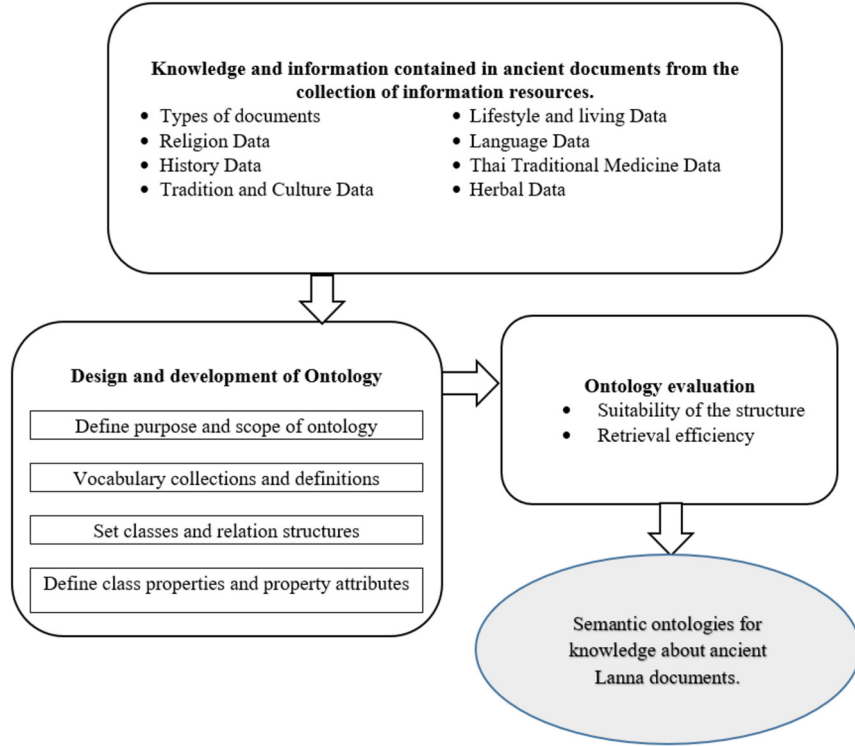 Knowledge and information contained in ancient documents from the
collection of information resources.
• Types of documents
• Religion Data
• History Data
• Tradition and Culture Data
• Lifestyle and living Data
• Language Data
• Thai Traditional Medicine Data
• Herbal Data
Design and development of Ontology
Define purpose and scope of ontology
Vocabulary collections and definitions
Set classes and relation structures
Define class properties and property attributes
Ontology evaluation
• Suitability of the structure
• Retrieval efficiency
Semantic ontologies for
knowledge about ancient
Lanna documents.